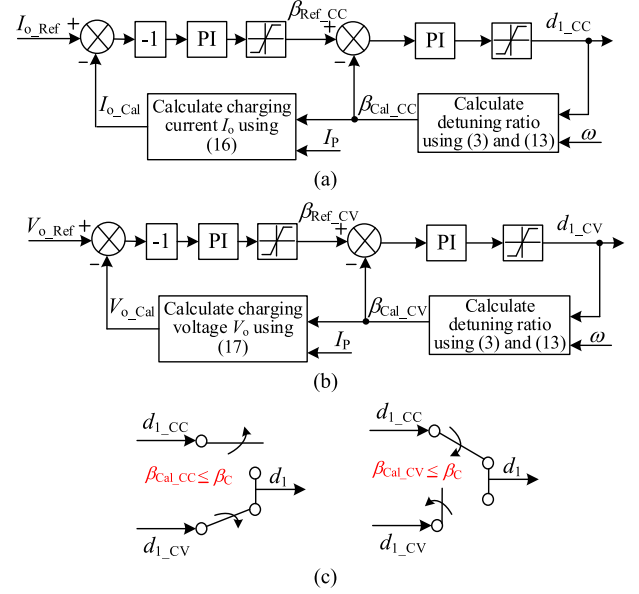 I_o_Ref + − -1 PI β_Ref_CC + − PI d_1_CC
I_o_Cal
Calculate charging
current I_o using
(16)
I_P
β_Cal_CC
Calculate
detuning ratio
using (3) and (13)
ω
(a)
V_o_Ref + − -1 PI β_Ref_CV + − PI d_1_CV
V_o_Cal
Calculate charging
voltage V_o using
(17)
I_P
β_Cal_CV
Calculate
detuning ratio
using (3) and (13)
ω
(b)
d_1_CC
β_Cal_CC ≤ β_C
d_1
d_1_CV
d_1_CC
β_Cal_CV ≤ β_C
d_1
d_1_CV
(c)